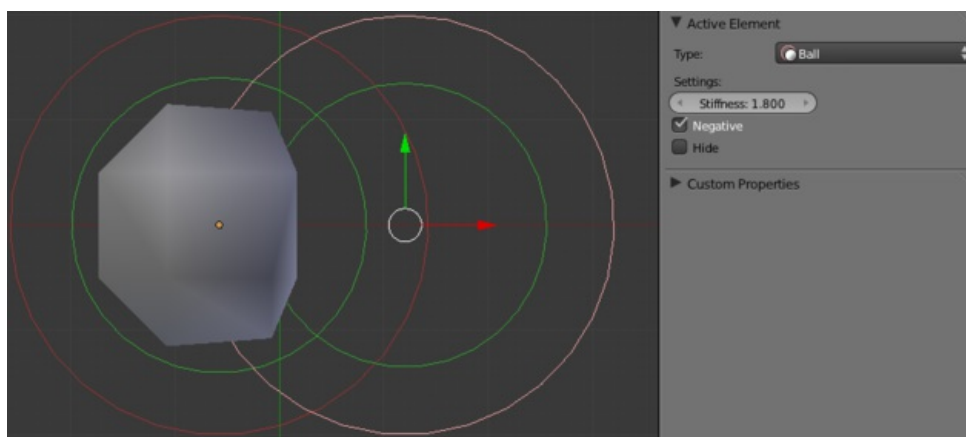 Active Element
Type: Ball
Settings:
Stiffness: 1.800
Negative
Hide
Custom Properties